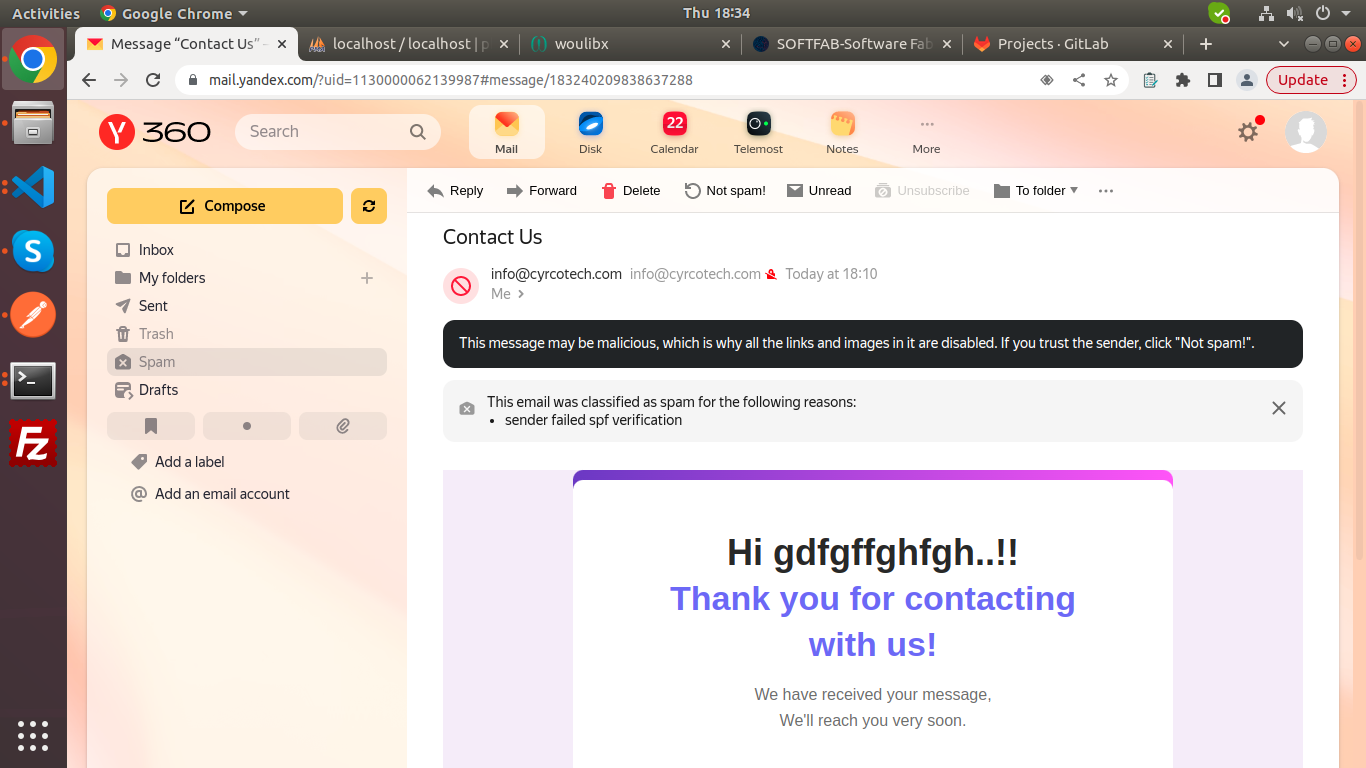 Activities
Google Chrome
Thu 18:34
Message “Contact Us” -
localhost / localhost | p
woulibx
SOFTFAB-Software Fab
Projects · GitLab
mail.yandex.com/?uid=1130000062139987#message/183240209838637288
Update
Y 360
Search
Mail
Disk
22
Calendar
Telemost
Notes
More
Compose
Inbox
My folders
Sent
Trash
Spam
Drafts
Add a label
Add an email account
Reply
Forward
Delete
Not spam!
Unread
Unsubscribe
To folder
Contact Us
info@cyrcotech.com info@cyrcotech.com Today at 18:10
Me
This message may be malicious, which is why all the links and images in it are disabled. If you trust the sender, click "Not spam!".
This email was classified as spam for the following reasons:
• sender failed spf verification
Hi gdfgffghfgh..!!
Thank you for contacting
with us!
We have received your message,
We'll reach you very soon.
S
Fz